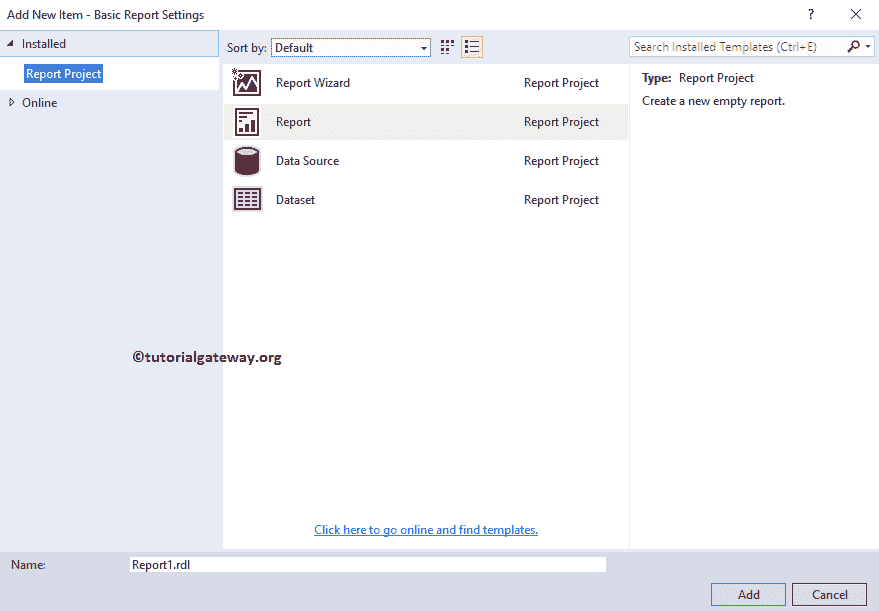 Add New Item - Basic Report Settings
?
Installed
Report Project
Online
Sort by: Default
Search Installed Templates (Ctrl+E)
Report Wizard Report Project
Report Report Project
Data Source Report Project
Dataset Report Project
Type: Report Project
Create a new empty report.
©tutorialgateway.org
Click here to go online and find templates.
Name: Report1.rdl
Add Cancel